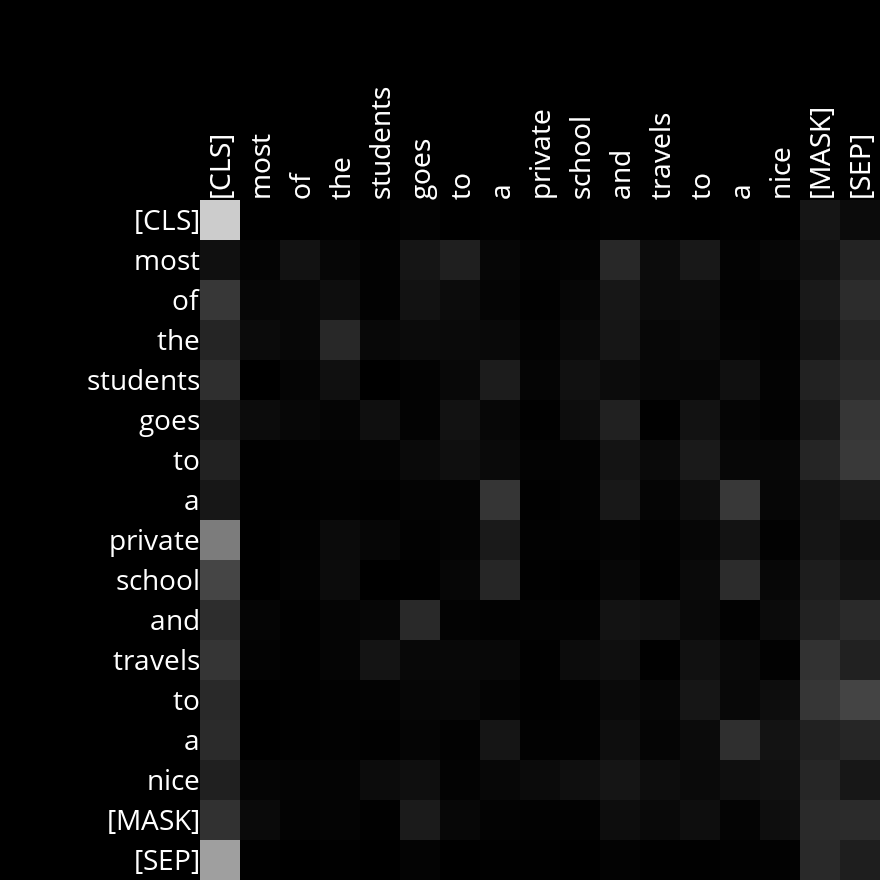 [CLS] most of the students goes to a private school and travels to a nice [MASK] [SEP]
[CLS]
most
of
the
students
goes
to
a
private
school
and
travels
to
a
nice
[MASK]
[SEP]